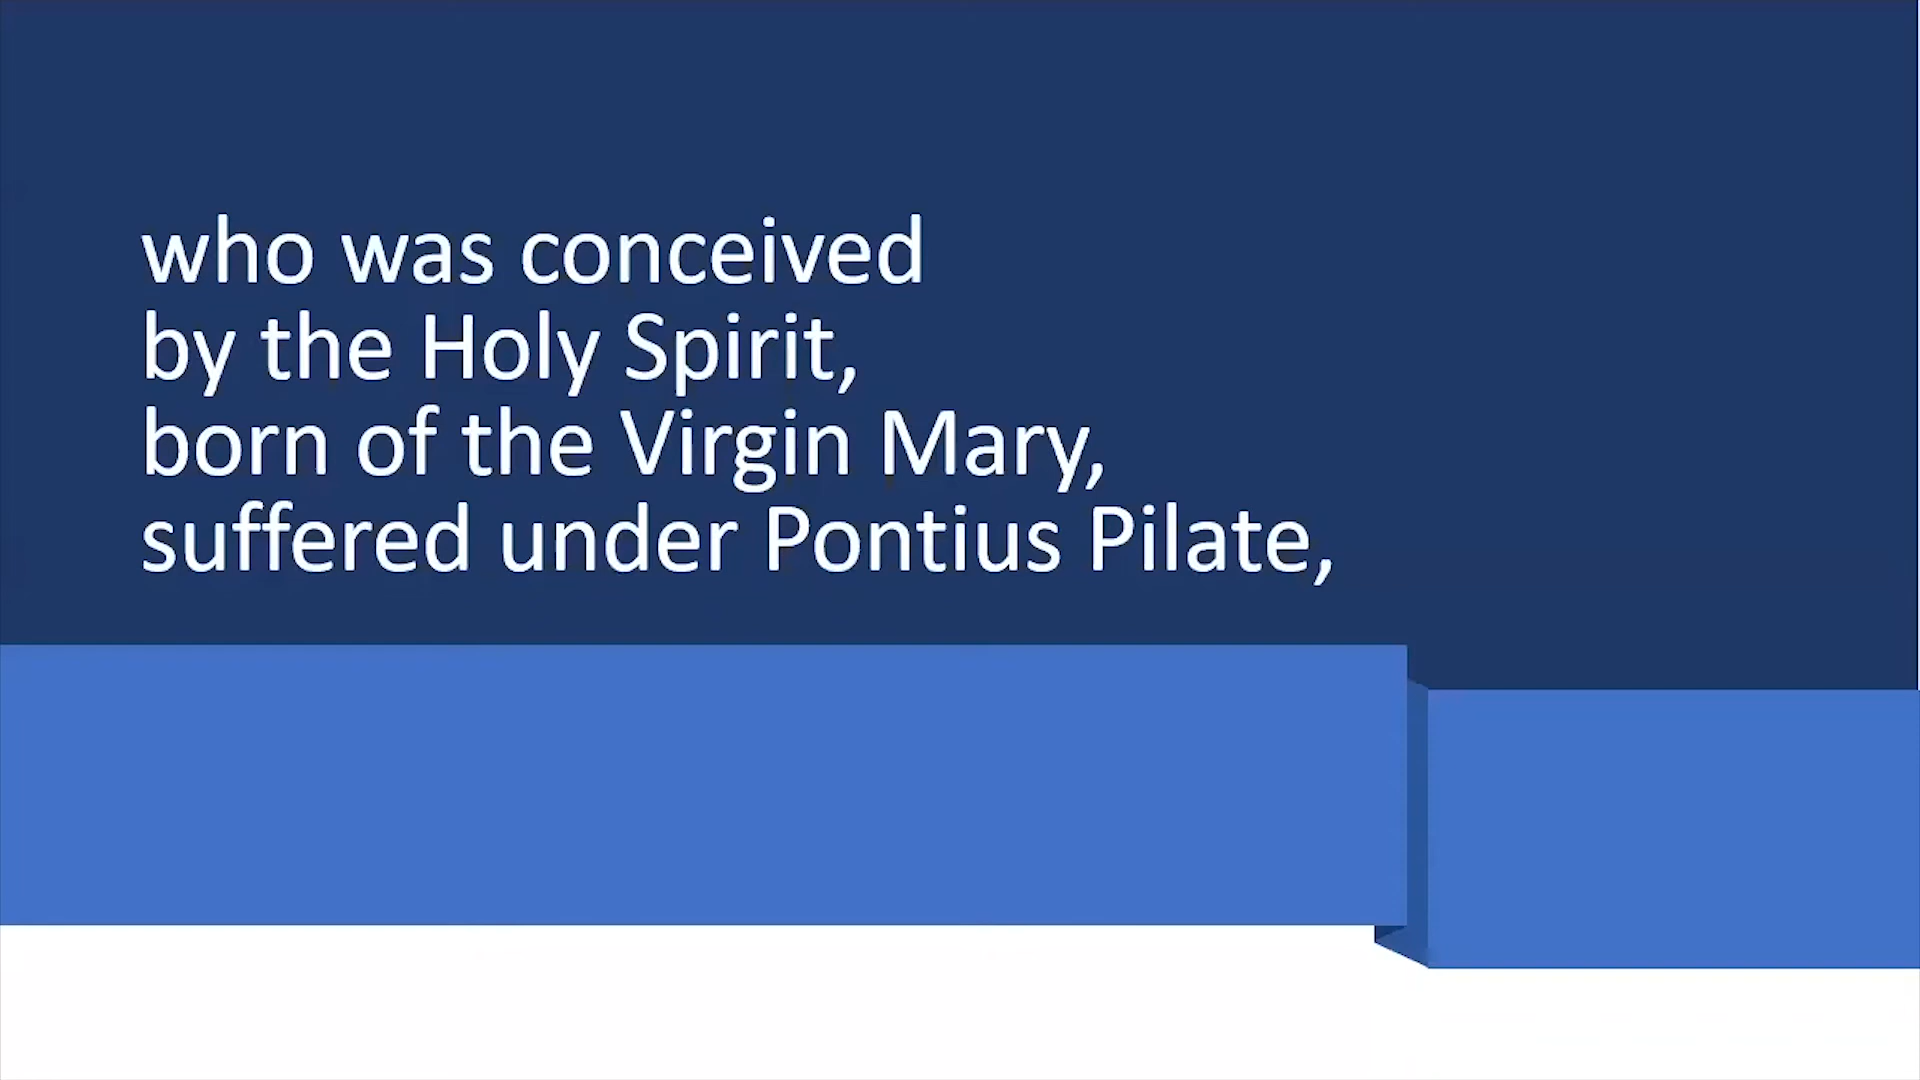 who was conceived
by the Holy Spirit,
born of the Virgin Mary,
suffered under Pontius Pilate,